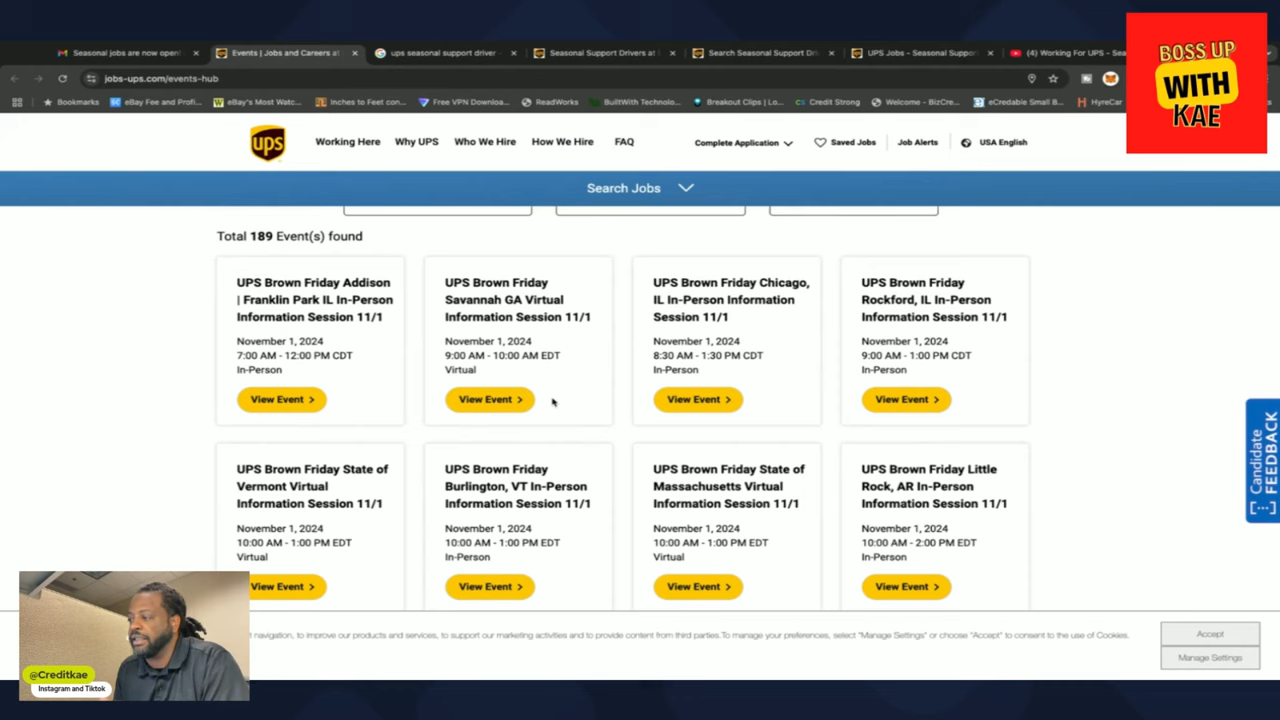 BOSS UP
WITH
KAE
Seasonal jobs are now open!
Events | Jobs and Careers at
ups seasonal support driver
Seasonal Support Drivers at
Search Seasonal Support Dri
UPS Jobs - Seasonal Suppo
(4) Working For UPS - Sea
jobs-ups.com/events-hub
Bookmarks
eBay Fee and Profi...
eBay's Most Watc...
Inches to Feet con...
Free VPN Downloa...
ReadWorks
BuiltWith Technolo...
Breakout Clips | Lo...
CS Credit Strong
Welcome - BizCre...
eCredable Small B...
HyreCar
ups
Working Here
Why UPS
Who We Hire
How We Hire
FAQ
Complete Application
Saved Jobs
Job Alerts
USA English
Search Jobs
Total 189 Event(s) found
UPS Brown Friday Addison
| Franklin Park IL In-Person
Information Session 11/1
November 1, 2024
7:00 AM - 12:00 PM CDT
In-Person
View Event >
UPS Brown Friday
Savannah GA Virtual
Information Session 11/1
November 1, 2024
9:00 AM - 10:00 AM EDT
Virtual
View Event >
UPS Brown Friday Chicago,
IL In-Person Information
Session 11/1
November 1, 2024
8:30 AM - 1:30 PM CDT
In-Person
View Event >
UPS Brown Friday
Rockford, IL In-Person
Information Session 11/1
November 1, 2024
9:00 AM - 1:00 PM CDT
In-Person
View Event >
UPS Brown Friday State of
Vermont Virtual
Information Session 11/1
November 1, 2024
10:00 AM - 1:00 PM EDT
Virtual
View Event >
UPS Brown Friday
Burlington, VT In-Person
Information Session 11/1
November 1, 2024
10:00 AM - 1:00 PM EDT
In-Person
View Event >
UPS Brown Friday State of
Massachusetts Virtual
Information Session 11/1
November 1, 2024
10:00 AM - 1:00 PM EDT
Virtual
View Event >
UPS Brown Friday Little
Rock, AR In-Person
Information Session 11/1
November 1, 2024
10:00 AM - 2:00 PM EDT
In-Person
View Event >
Candidate
FEEDBACK
navigation, to improve our products and services, to support our marketing activities and to provide content from third parties.To manage your preferences, select "Manage Settings" or choose "Accept" to consent to the use of Cookies.
Accept
Manage Settings
@Creditkae
Instagram and Tiktok